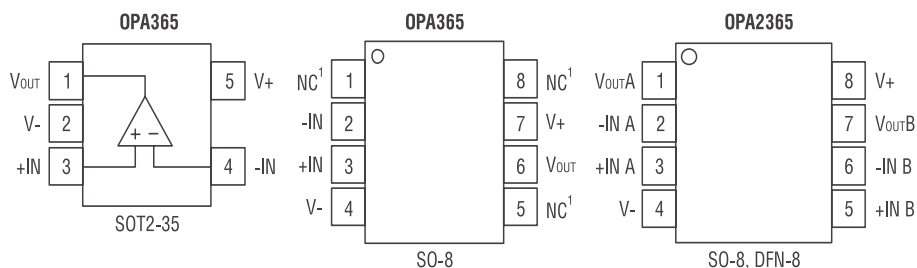 OPA365
VOUT 1 5 V+
V- 2
+ −
+IN 3 4 -IN
SOT2-35
OPA365
NC¹ 1 8 NC¹
-IN 2 7 V+
+IN 3 6 VOUT
V- 4 5 NC¹
SO-8
OPA2365
VOUTA 1 8 V+
-IN A 2 7 VOUTB
+IN A 3 6 -IN B
V- 4 5 +IN B
SO-8, DFN-8